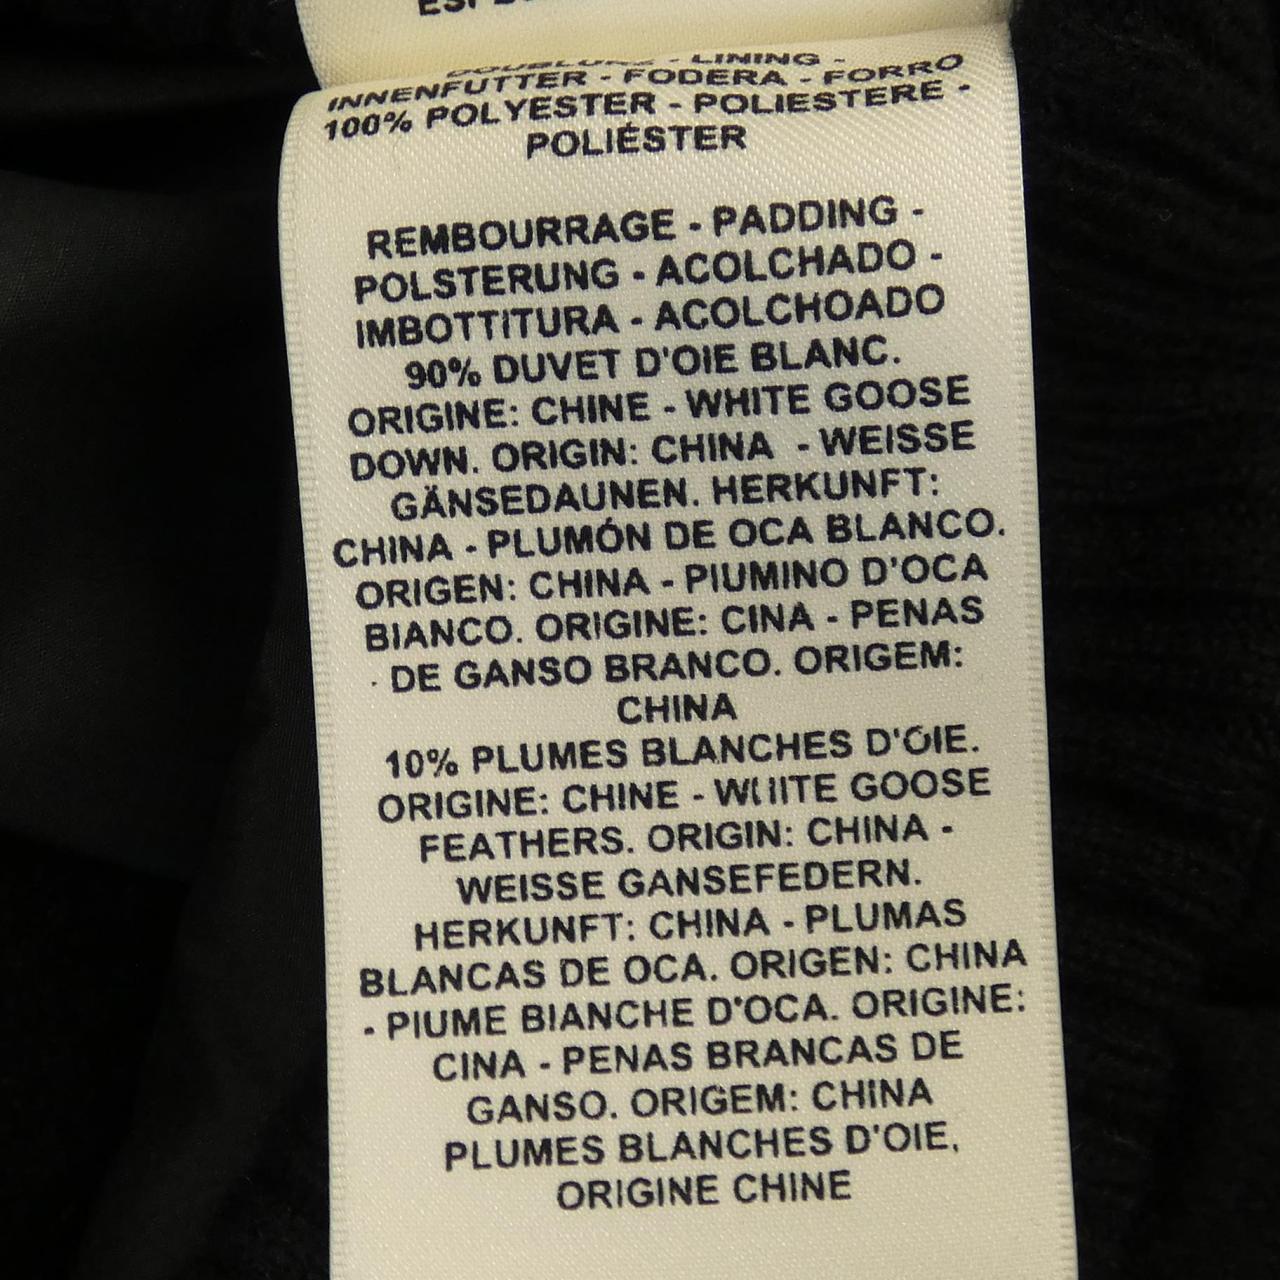 - LINING -
INNENFUTTER - FODERA - FORRO
100% POLYESTER - POLIESTERE -
POLIÉSTER
REMBOURRAGE - PADDING -
POLSTERUNG - ACOLCHADO -
IMBOTTITURA - ACOLCHOADO
90% DUVET D'OIE BLANC.
ORIGINE: CHINE - WHITE GOOSE
DOWN. ORIGIN: CHINA - WEISSE
GÄNSEDAUNEN. HERKUNFT:
CHINA - PLUMÓN DE OCA BLANCO.
ORIGEN: CHINA - PIUMINO D'OCA
BIANCO. ORIGINE: CINA - PENAS
DE GANSO BRANCO. ORIGEM:
CHINA
10% PLUMES BLANCHES D'OIE.
ORIGINE: CHINE - WHITE GOOSE
FEATHERS. ORIGIN: CHINA -
WEISSE GANSEFEDERN.
HERKUNFT: CHINA - PLUMAS
BLANCAS DE OCA. ORIGEN: CHINA
- PIUME BIANCHE D'OCA. ORIGINE:
CINA - PENAS BRANCAS DE
GANSO. ORIGEM: CHINA
PLUMES BLANCHES D'OIE,
ORIGINE CHINE